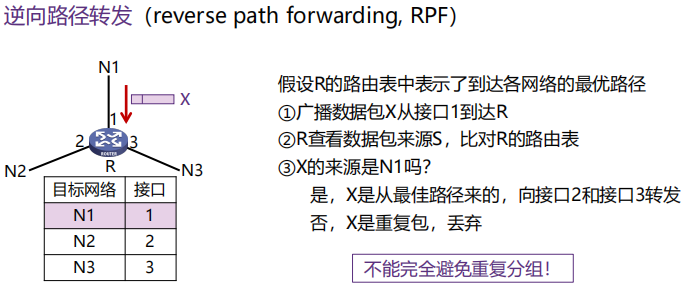 逆向路径转发（reverse path forwarding, RPF）
N1
X
1
2
3
ROUTER
N2
R
N3
目标网络 接口
N1 1
N2 2
N3 3
假设R的路由表中表示了到达各网络的最优路径
①广播数据包X从接口1到达R
②R查看数据包来源S，比对R的路由表
③X的来源是N1吗？
是，X是从最佳路径来的，向接口2和接口3转发
否，X是重复包，丢弃
不能完全避免重复分组！